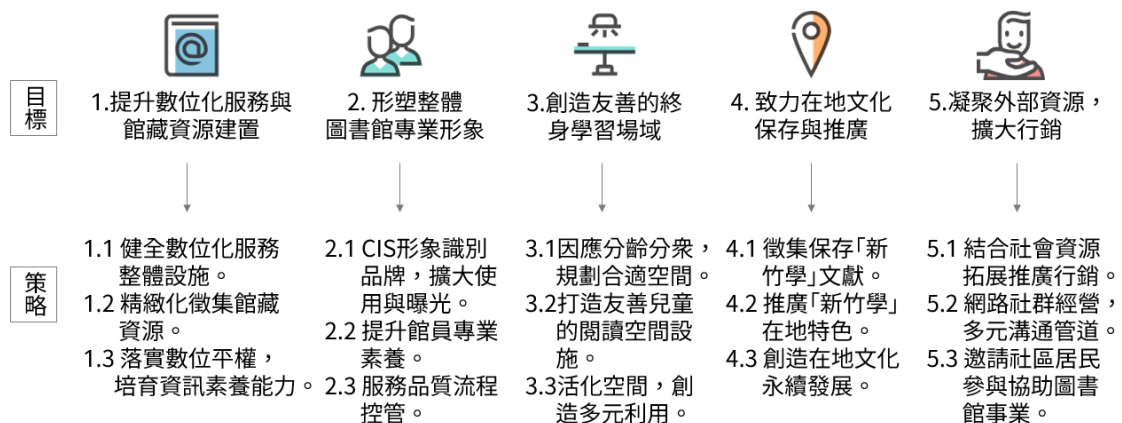 @
目標
1.提升數位化服務與
館藏資源建置
2. 形塑整體
圖書館專業形象
3.創造友善的終
身學習場域
4. 致力在地文化
保存與推廣
5.凝聚外部資源，
擴大行銷
策略
1.1 健全數位化服務
整體設施。
1.2 精緻化徵集館藏
資源。
1.3 落實數位平權，
培育資訊素養能力。
2.1 CIS形象識別
品牌，擴大使
用與曝光。
2.2 提升館員專業
素養。
2.3 服務品質流程
控管。
3.1因應分齡分眾，
規劃合適空間。
3.2打造友善兒童
的閱讀空間設
施。
3.3活化空間，創
造多元利用。
4.1 徵集保存「新
竹學」文獻。
4.2 推廣「新竹學」
在地特色。
4.3 創造在地文化
永續發展。
5.1 結合社會資源
拓展推廣行銷。
5.2 網路社群經營，
多元溝通管道。
5.3 邀請社區居民
參與協助圖書
館事業。